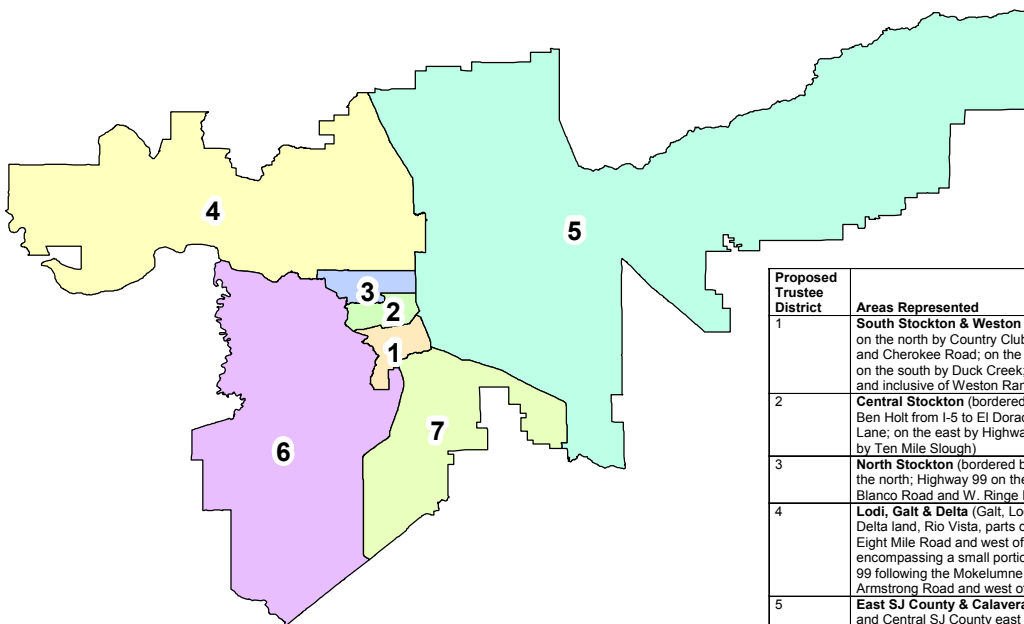 4
5
3
2
1
7
6
Proposed
Trustee
District
Areas Represented
1
South Stockton & Weston
on the north by Country Club
and Cherokee Road; on the
on the south by Duck Creek;
and inclusive of Weston Ran
2
Central Stockton (bordered
Ben Holt from I-5 to El Dorad
Lane; on the east by Highwa
by Ten Mile Slough)
3
North Stockton (bordered b
the north; Highway 99 on the
Blanco Road and W. Ringe
4
Lodi, Galt & Delta (Galt, Lo
Delta land, Rio Vista, parts o
Eight Mile Road and west of
encompassing a small portio
99 following the Mokelumne
Armstrong Road and west of
5
East SJ County & Calavera
and Central SJ County east